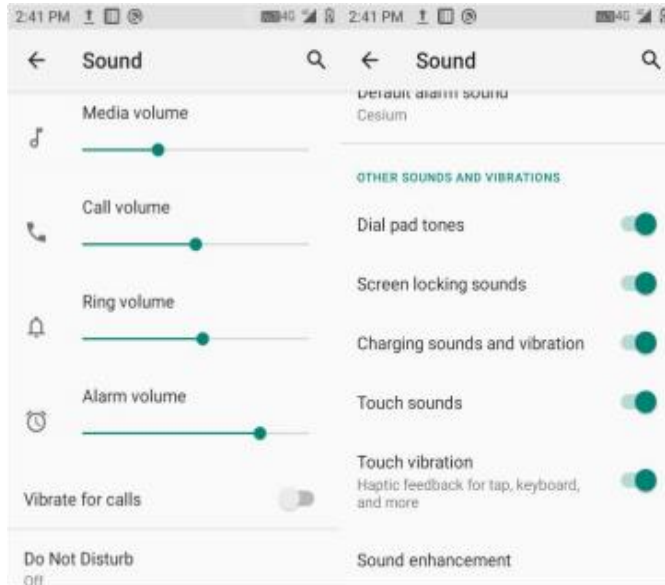 2:41 PM
4G
Sound
Media volume
Call volume
Ring volume
Alarm volume
Vibrate for calls
Do Not Disturb
Off
2:41 PM
4G
Sound
Default alarm sound
Cesium
OTHER SOUNDS AND VIBRATIONS
Dial pad tones
Screen locking sounds
Charging sounds and vibration
Touch sounds
Touch vibration
Haptic feedback for tap, keyboard,
and more
Sound enhancement